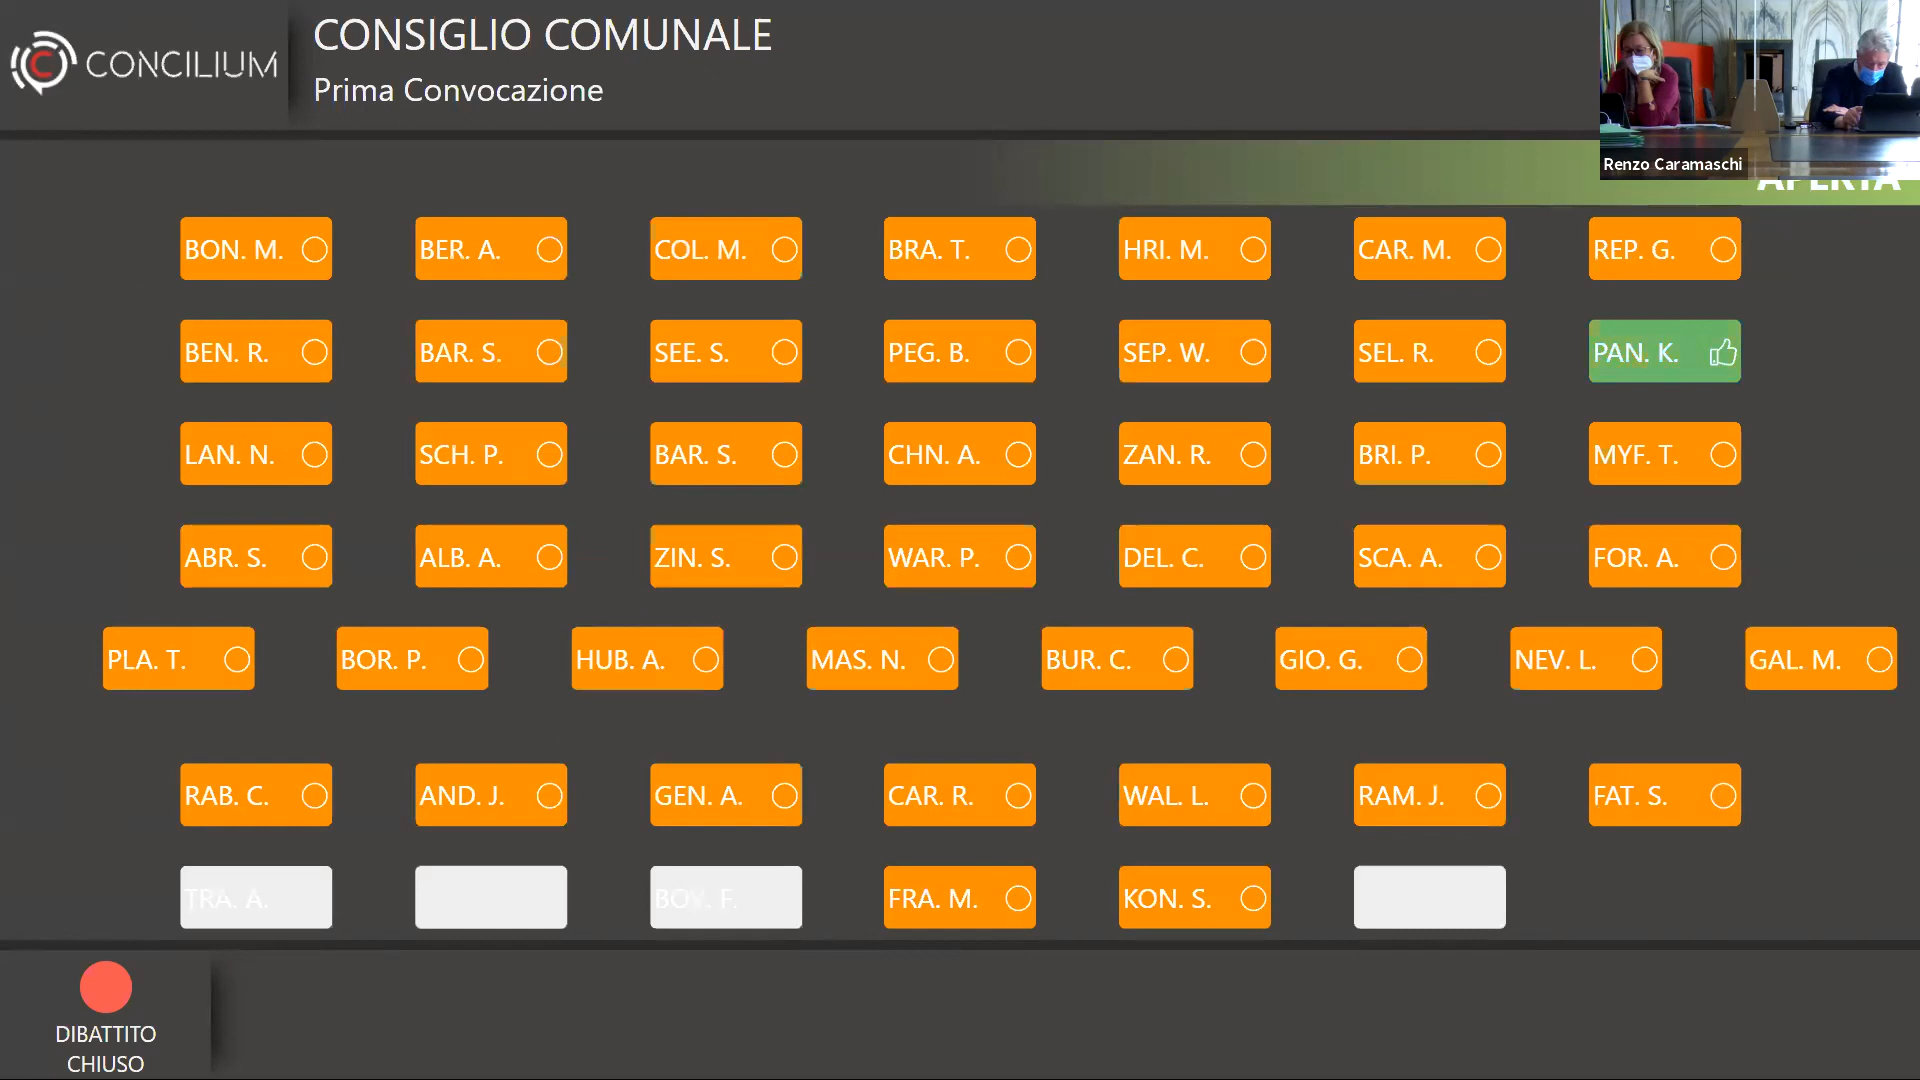 CONCILIUM
CONSIGLIO COMUNALE
Prima Convocazione
Renzo Caramaschi
APERTA
BON. M. BER. A. COL. M. BRA. T. HRI. M. CAR. M. REP. G.
BEN. R. BAR. S. SEE. S. PEG. B. SEP. W. SEL. R. PAN. K.
LAN. N. SCH. P. BAR. S. CHN. A. ZAN. R. BRI. P. MYF. T.
ABR. S. ALB. A. ZIN. S. WAR. P. DEL. C. SCA. A. FOR. A.
PLA. T. BOR. P. HUB. A. MAS. N. BUR. C. GIO. G. NEV. L. GAL. M.
RAB. C. AND. J. GEN. A. CAR. R. WAL. L. RAM. J. FAT. S.
TRA. A. BOV. F. FRA. M. KON. S.
DIBATTITO
CHIUSO